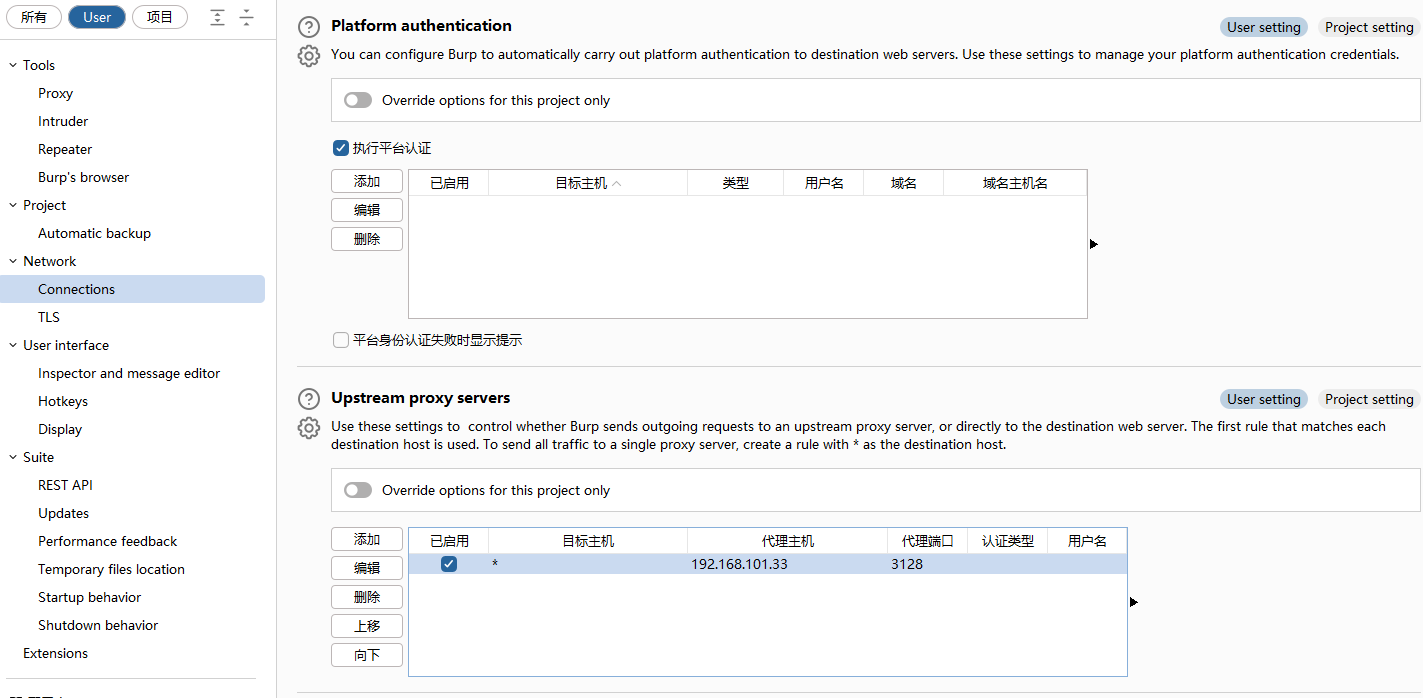 所有 User 项目
Tools
Proxy
Intruder
Repeater
Burp's browser
Project
Automatic backup
Network
Connections
TLS
User interface
Inspector and message editor
Hotkeys
Display
Suite
REST API
Updates
Performance feedback
Temporary files location
Startup behavior
Shutdown behavior
Extensions
Platform authentication User setting Project setting
You can configure Burp to automatically carry out platform authentication to destination web servers. Use these settings to manage your platform authentication credentials.
Override options for this project only
执行平台认证
添加
编辑
删除
已启用 目标主机 类型 用户名 域名 域名主机名
平台身份认证失败时显示提示
Upstream proxy servers User setting Project setting
Use these settings to  control whether Burp sends outgoing requests to an upstream proxy server, or directly to the destination web server. The first rule that matches each
destination host is used. To send all traffic to a single proxy server, create a rule with * as the destination host.
Override options for this project only
添加
编辑
删除
上移
向下
已启用 目标主机 代理主机 代理端口 认证类型 用户名
* 192.168.101.33 3128